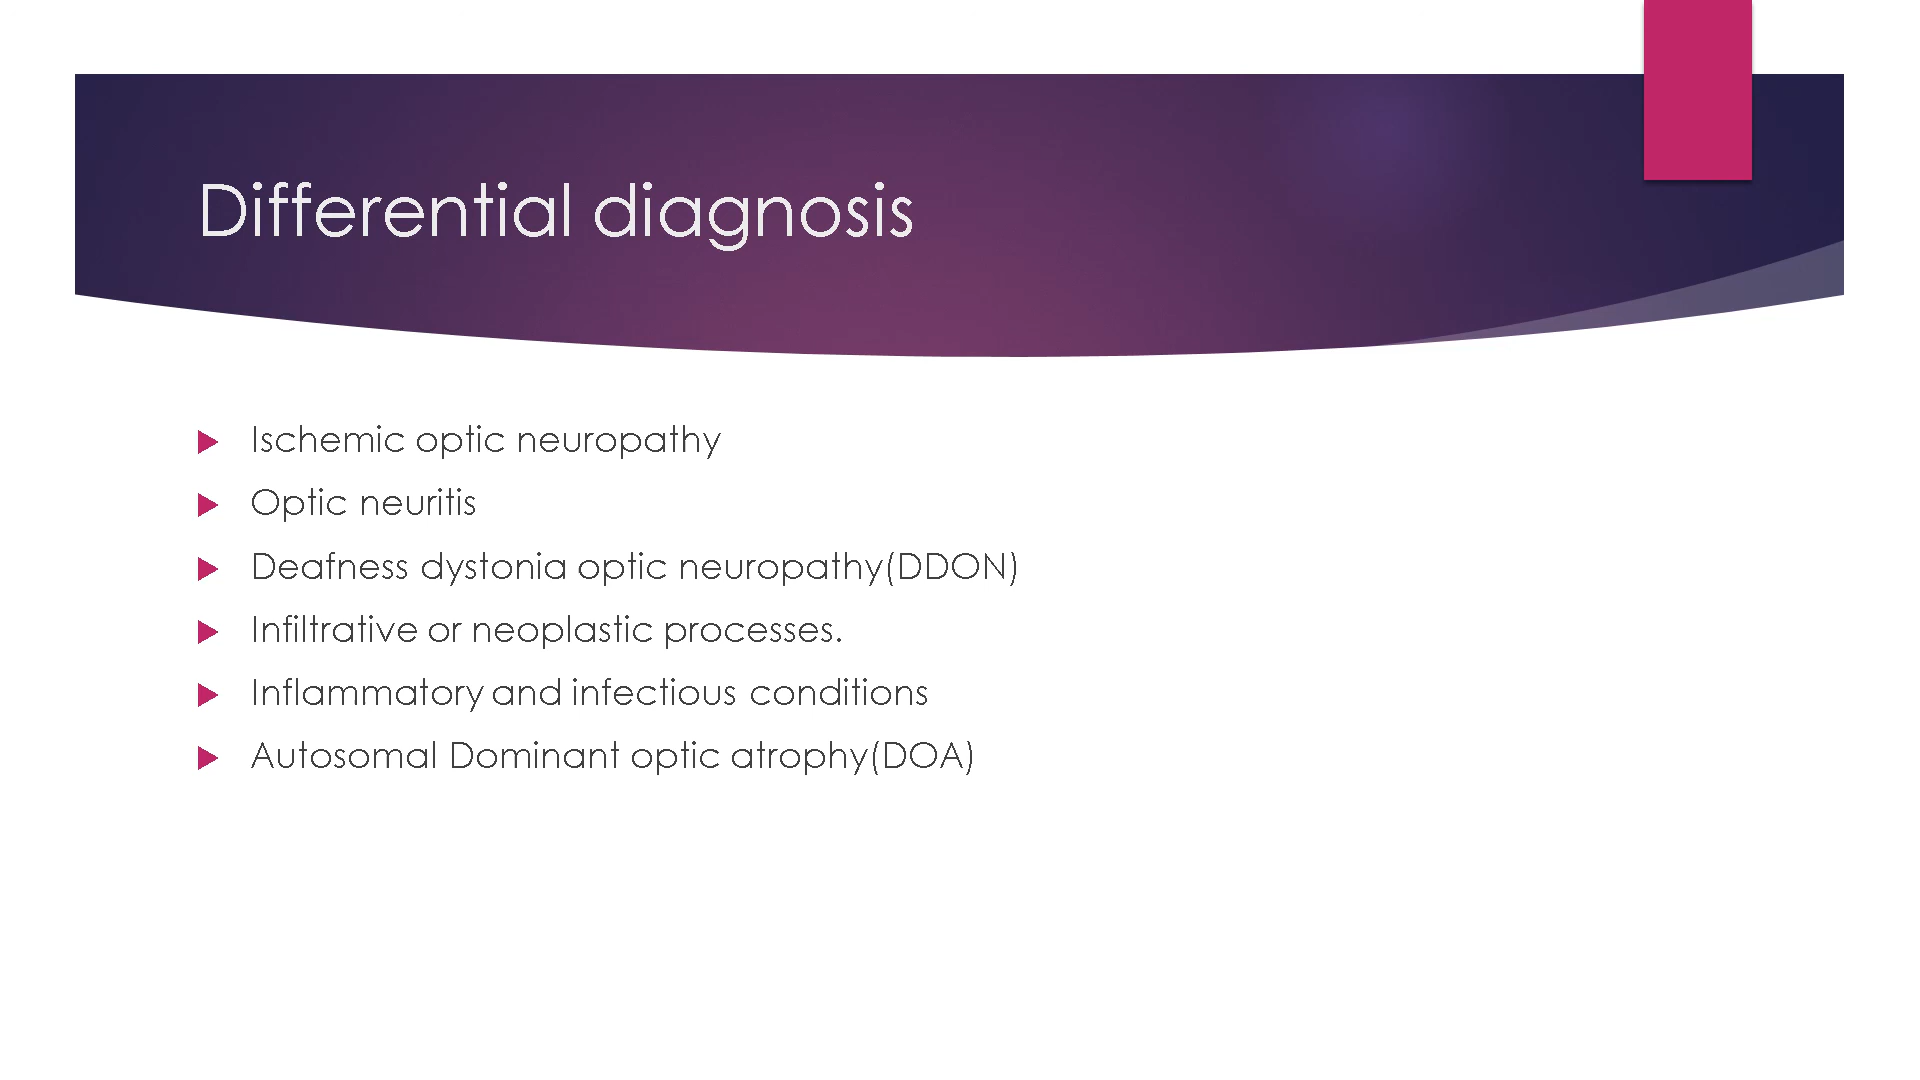 Differential diagnosis
Ischemic optic neuropathy
Optic neuritis
Deafness dystonia optic neuropathy(DDON)
Infiltrative or neoplastic processes.
Inflammatory and infectious conditions
Autosomal Dominant optic atrophy(DOA)